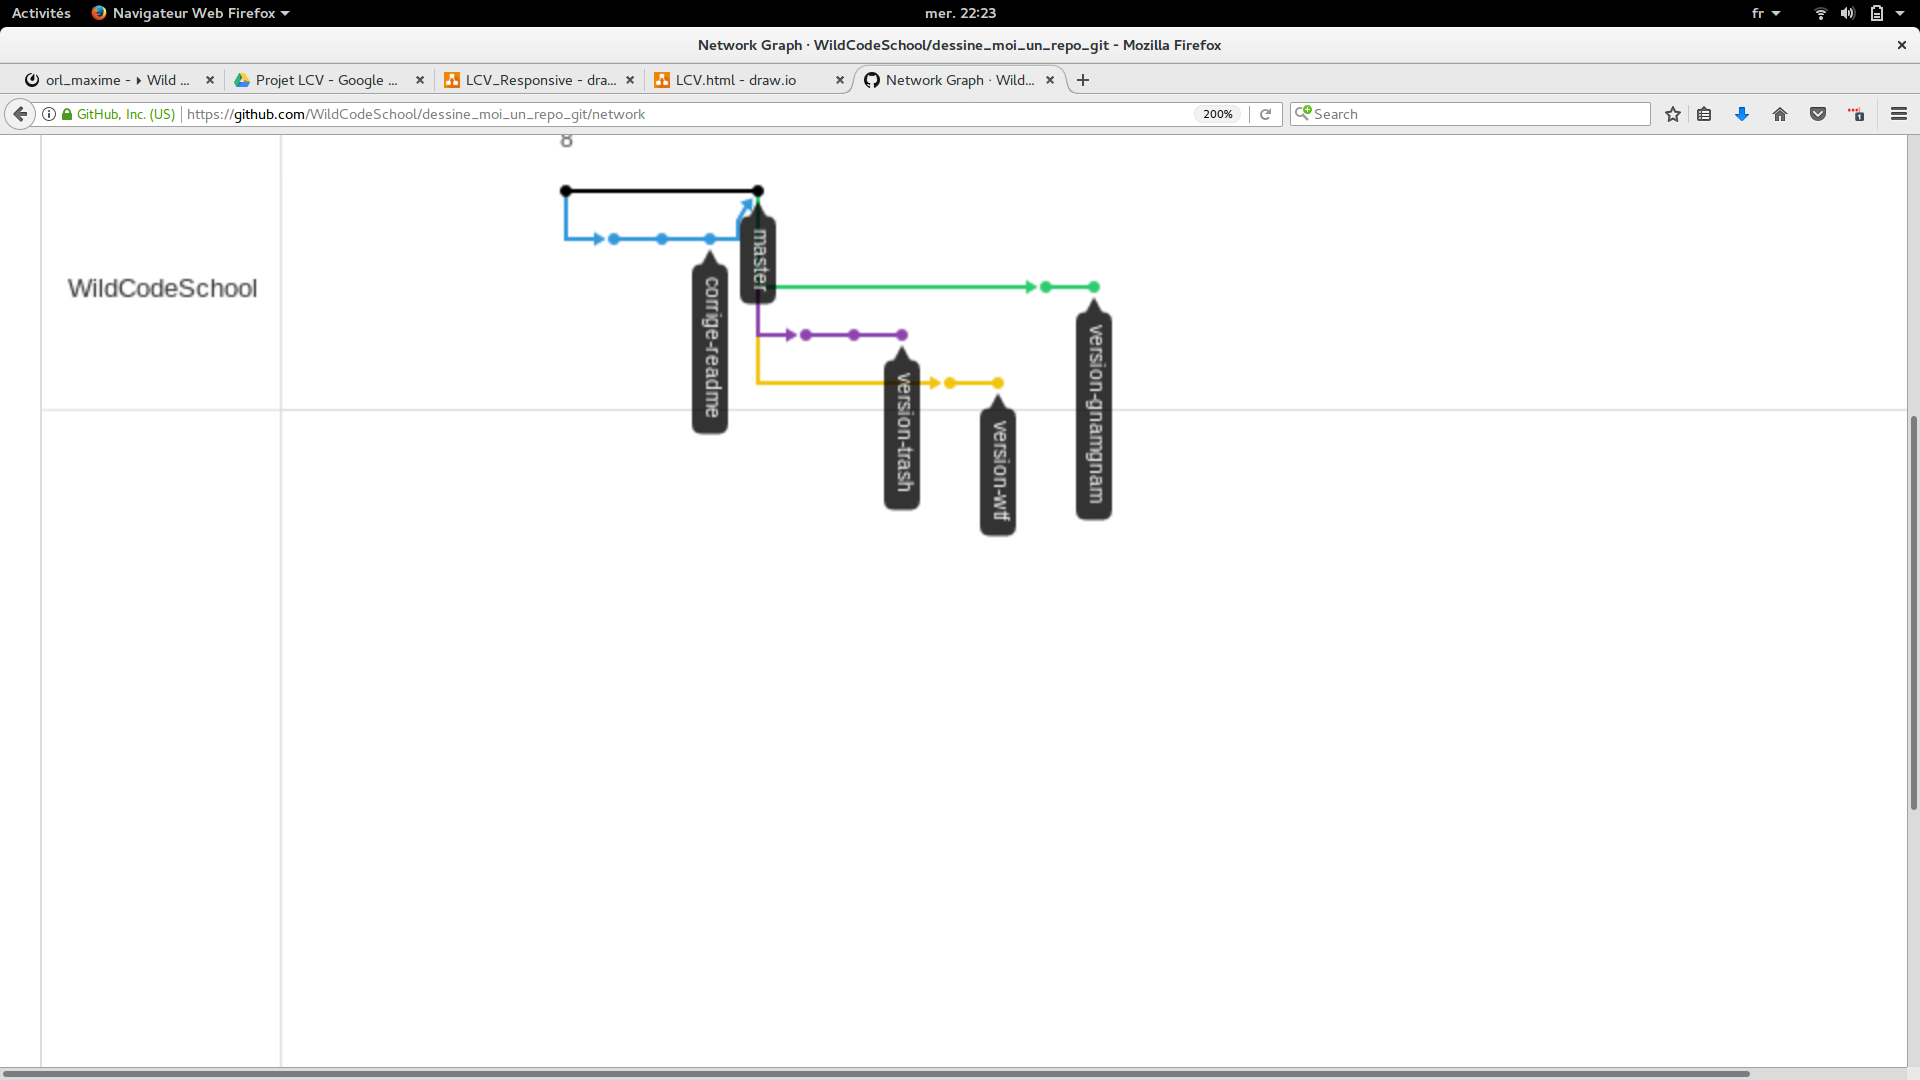 Activités
Navigateur Web Firefox
mer. 22:23
fr
Network Graph · WildCodeSchool/dessine_moi_un_repo_git - Mozilla Firefox
orl_maxime - ‣ Wild ...
Projet LCV - Google ...
LCV_Responsive - dra...
LCV.html - draw.io
Network Graph · Wild...
GitHub, Inc. (US)
https://github.com/WildCodeSchool/dessine_moi_un_repo_git/network
200%
Search
1
8
WildCodeSchool
corrige-readme
master
version-trash
version-wtf
version-gnamgnam